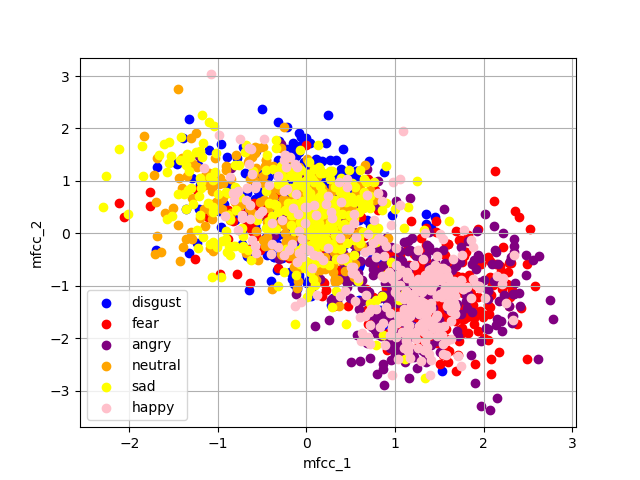 3
2
1
0
−1
−2
−3
mfcc_2
disgust
fear
angry
neutral
sad
happy
−2
−1
0
1
2
3
mfcc_1